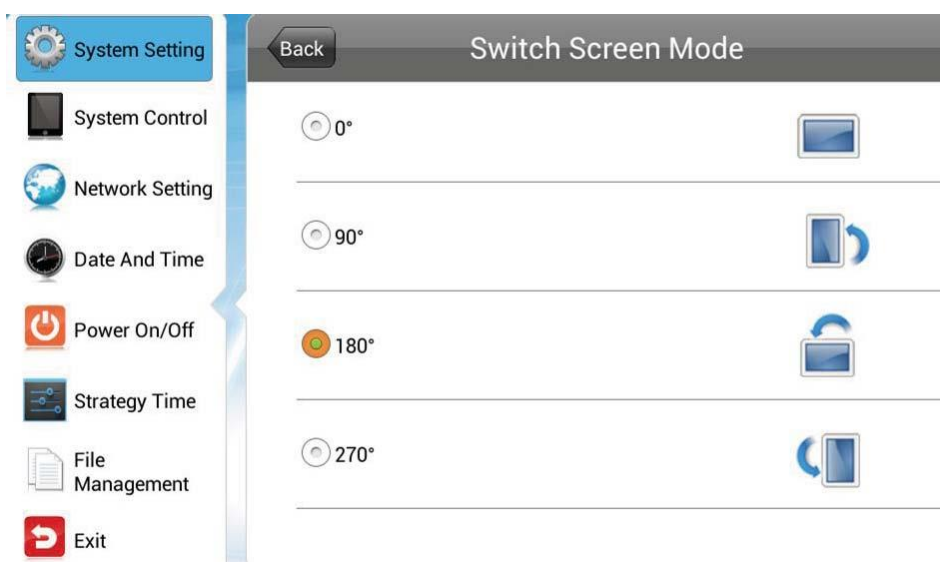 System Setting
System Control
Network Setting
Date And Time
Power On/Off
Strategy Time
File
Management
Exit
Back
Switch Screen Mode
0°
90°
180°
270°